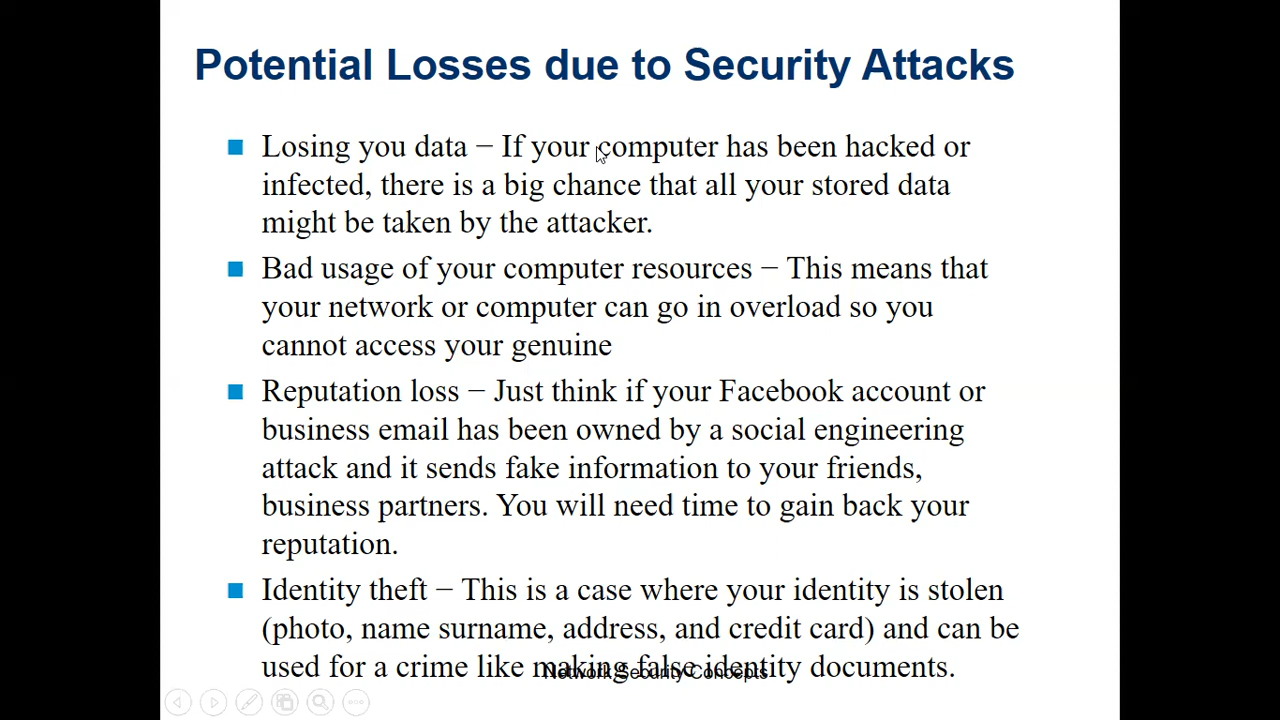 Potential Losses due to Security Attacks
Losing you data − If your computer has been hacked or
infected, there is a big chance that all your stored data
might be taken by the attacker.
Bad usage of your computer resources − This means that
your network or computer can go in overload so you
cannot access your genuine
Reputation loss − Just think if your Facebook account or
business email has been owned by a social engineering
attack and it sends fake information to your friends,
business partners. You will need time to gain back your
reputation.
Identity theft − This is a case where your identity is stolen
(photo, name surname, address, and credit card) and can be
used for a crime like making false identity documents.
Network Security Concepts